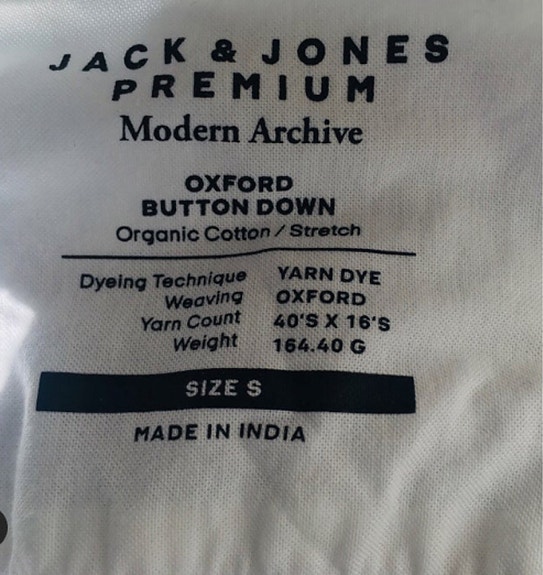 JACK & JONES
PREMIUM
Modern Archive
OXFORD
BUTTON DOWN
Organic Cotton / Stretch
Dyeing Technique YARN DYE
Weaving OXFORD
Yarn Count 40'S X 16'S
Weight 164.40 G
SIZE S
MADE IN INDIA